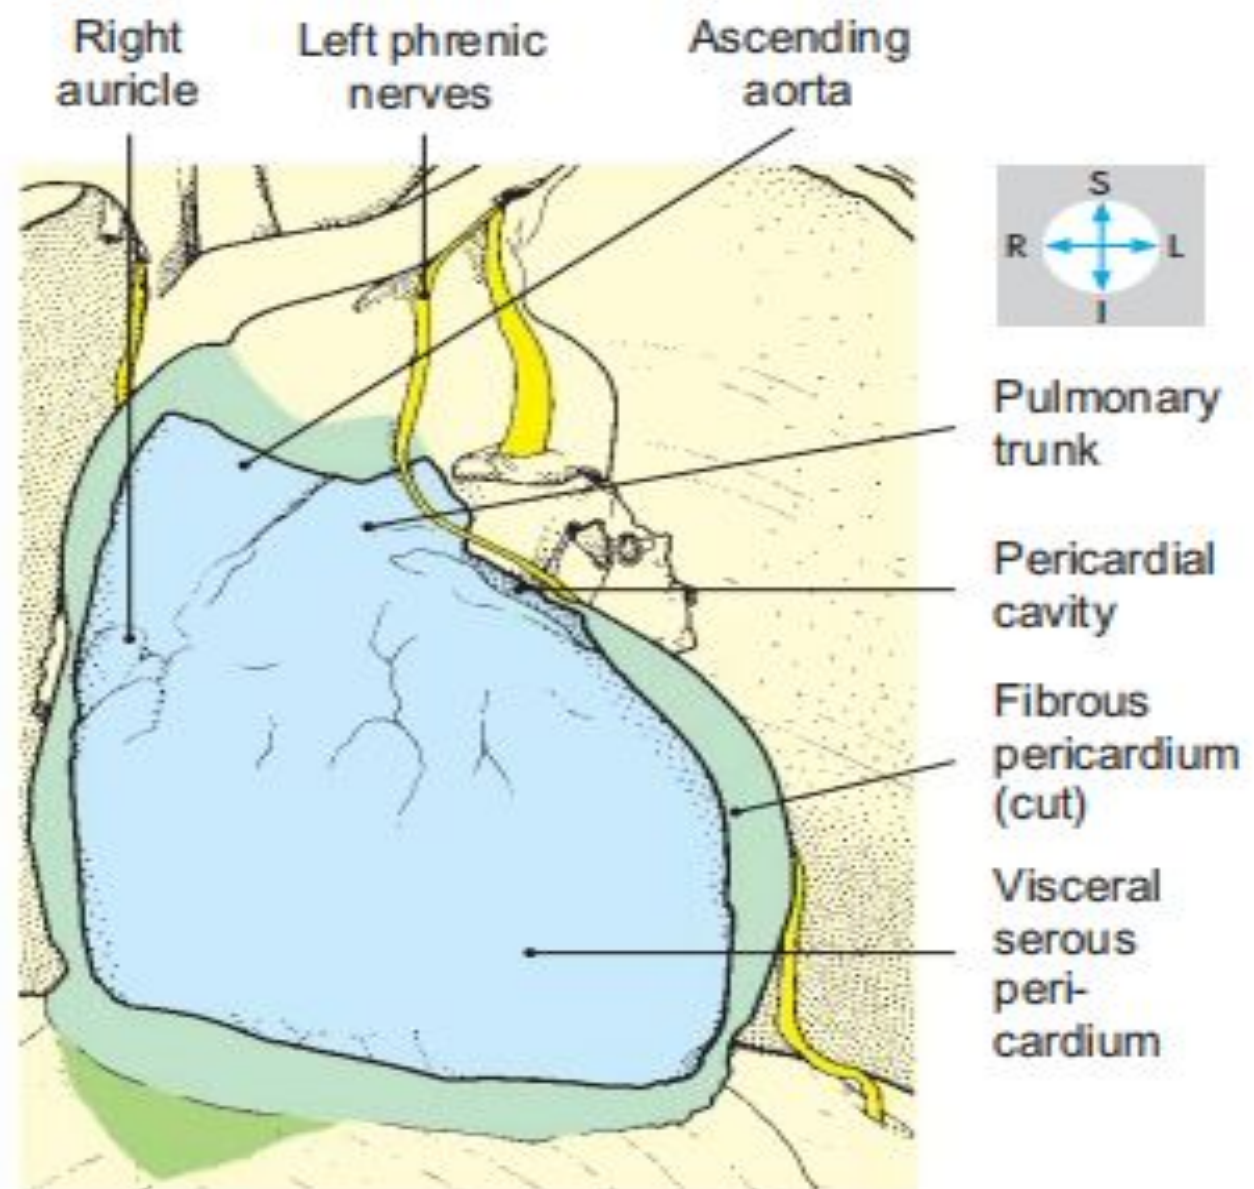 Right
auricle
Left phrenic
nerves
Ascending
aorta
S
R
L
I
Pulmonary
trunk
Pericardial
cavity
Fibrous
pericardium
(cut)
Visceral
serous
peri-
cardium